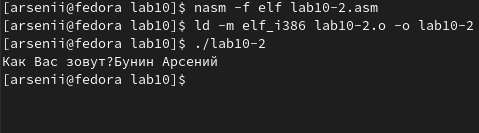 [arsenii@fedora lab10]$ nasm -f elf lab10-2.asm
[arsenii@fedora lab10]$ ld -m elf_i386 lab10-2.o -o lab10-2
[arsenii@fedora lab10]$ ./lab10-2
Как Вас зовут?Бунин Арсений
[arsenii@fedora lab10]$